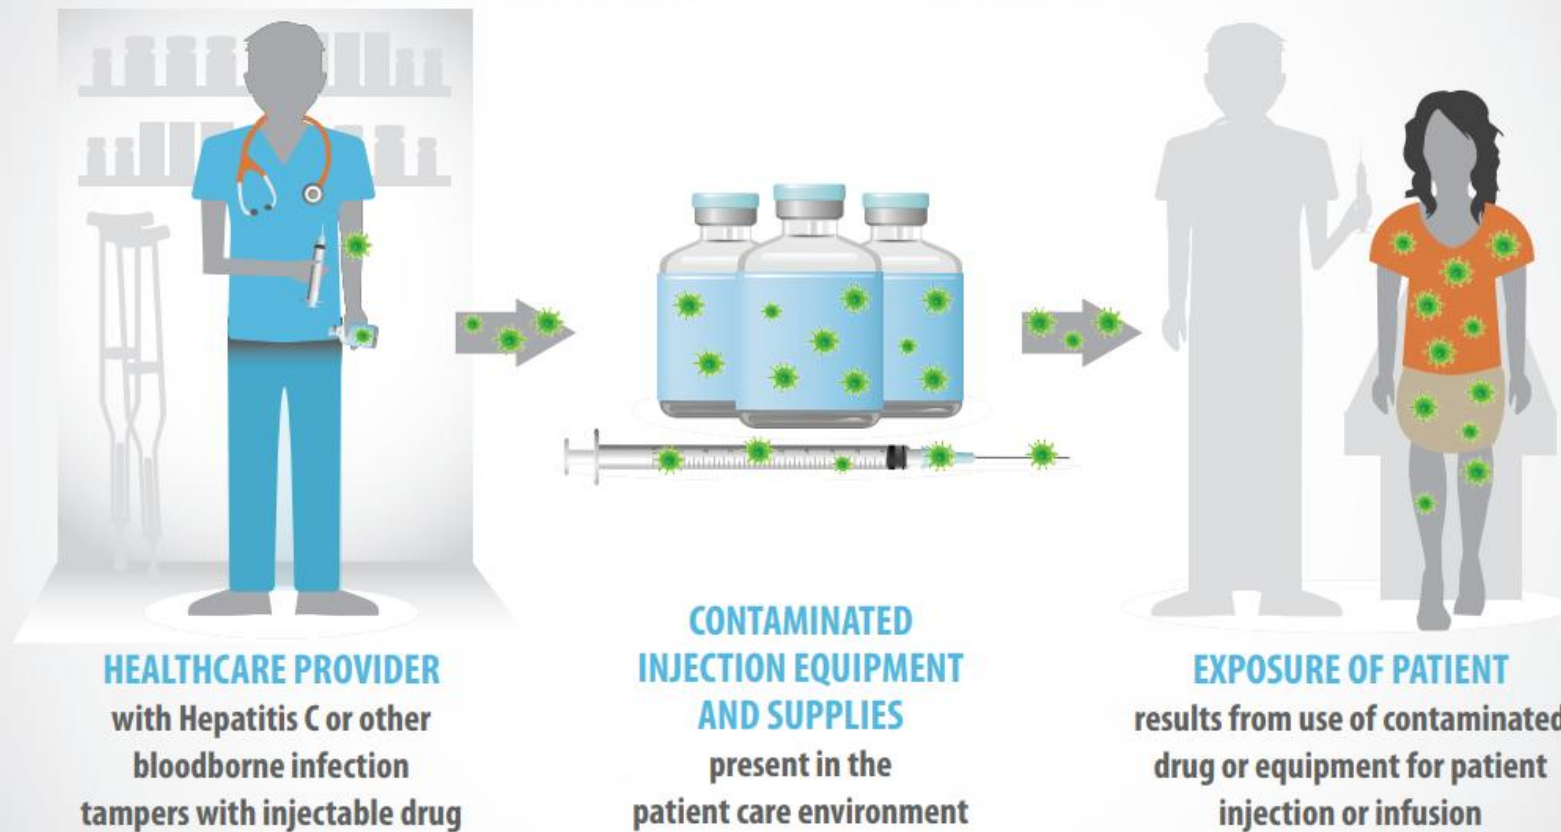 HEALTHCARE PROVIDER
with Hepatitis C or other
bloodborne infection
tampers with injectable drug
CONTAMINATED
INJECTION EQUIPMENT
AND SUPPLIES
present in the
patient care environment
EXPOSURE OF PATIENT
results from use of contaminated
drug or equipment for patient
injection or infusion